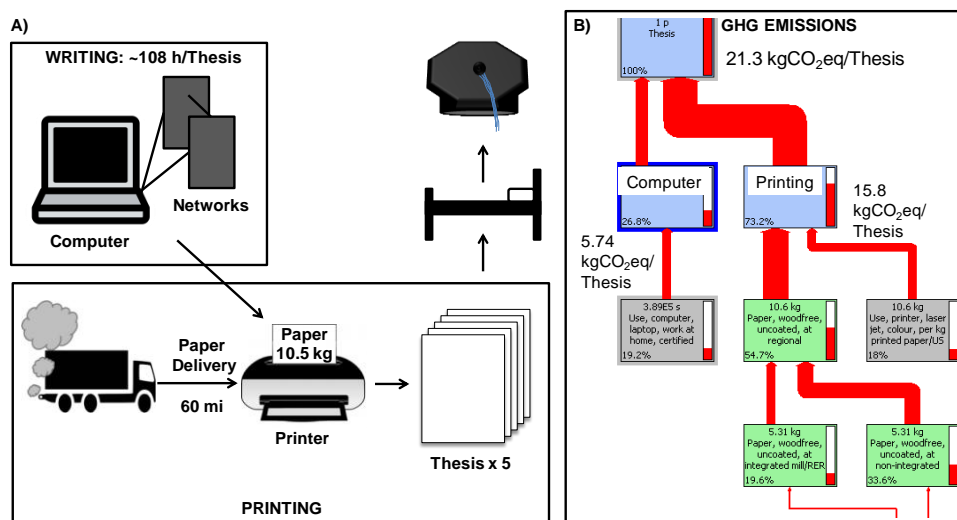 A)
WRITING: ~108 h/Thesis
Networks
Computer
Paper
10.5 kg
Paper
Delivery
60 mi
Printer
Thesis x 5
PRINTING
B)
GHG EMISSIONS
21.3 kgCO₂eq/Thesis
1 p
Thesis
100%
Computer
26.8%
Printing
73.2%
15.8
kgCO₂eq/
Thesis
5.74
kgCO₂eq/
Thesis
3.89E5 s
Use, computer,
laptop, work at
home, certified
19.2%
10.6 kg
Paper, woodfree,
uncoated, at
regional
54.7%
10.6 kg
Use, printer, laser
jet, colour, per kg
printed paper/US
18%
5.31 kg
Paper, woodfree,
uncoated, at
integrated mill/RER
19.6%
5.31 kg
Paper, woodfree,
uncoated, at
non-integrated
33.6%